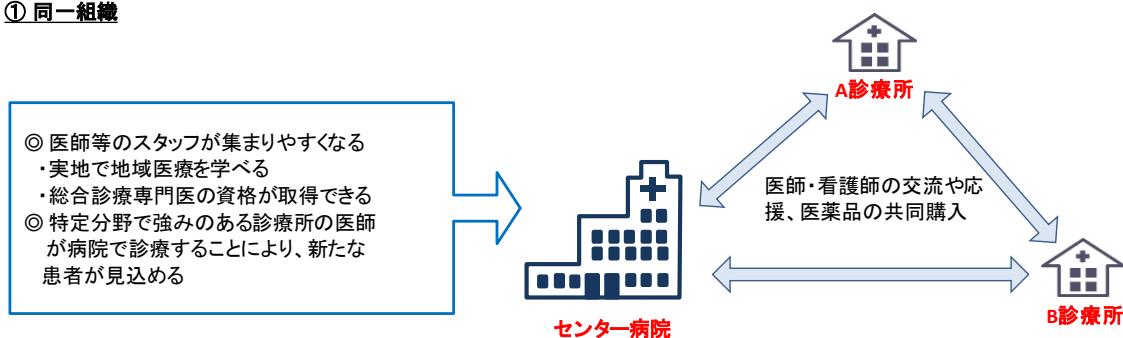 ① 同一組織
◎ 医師等のスタッフが集まりやすくなる
・実地で地域医療を学べる
・総合診療専門医の資格が取得できる
◎ 特定分野で強みのある診療所の医師
が病院で診療することにより、新たな
患者が見込める
A診療所
医師・看護師の交流や応
援、医薬品の共同購入
センター病院
B診療所